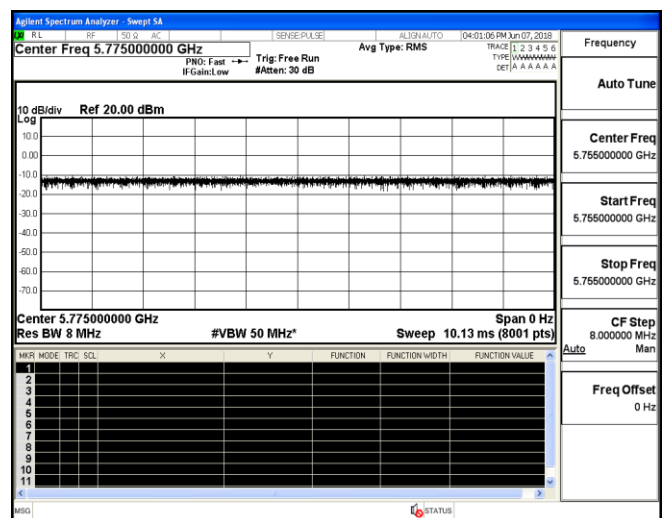 Agilent Spectrum Analyzer - Swept SA
RL RF 50 Ω AC SENSE:PULSE ALIGNAUTO 04:01:06 PM Jun 07, 2018
Center Freq 5.775000000 GHz
PNO: Fast
IFGain:Low
Trig: Free Run
#Atten: 30 dB
Avg Type: RMS
TRACE 1 2 3 4 5 6
TYPE
DET A A A A A A
10 dB/div Ref 20.00 dBm
Log
10.0
0.00
-10.0
-20.0
-30.0
-40.0
-50.0
-60.0
-70.0
Center 5.775000000 GHz Span 0 Hz
Res BW 8 MHz #VBW 50 MHz* Sweep 10.13 ms (8001 pts)
MKR MODE TRC SCL X Y FUNCTION FUNCTION WIDTH FUNCTION VALUE
1
2
3
4
5
6
7
8
9
10
11
MSG STATUS
Frequency
Auto Tune
Center Freq
5.755000000 GHz
Start Freq
5.755000000 GHz
Stop Freq
5.755000000 GHz
CF Step
8.000000 MHz
Auto Man
Freq Offset
0 Hz